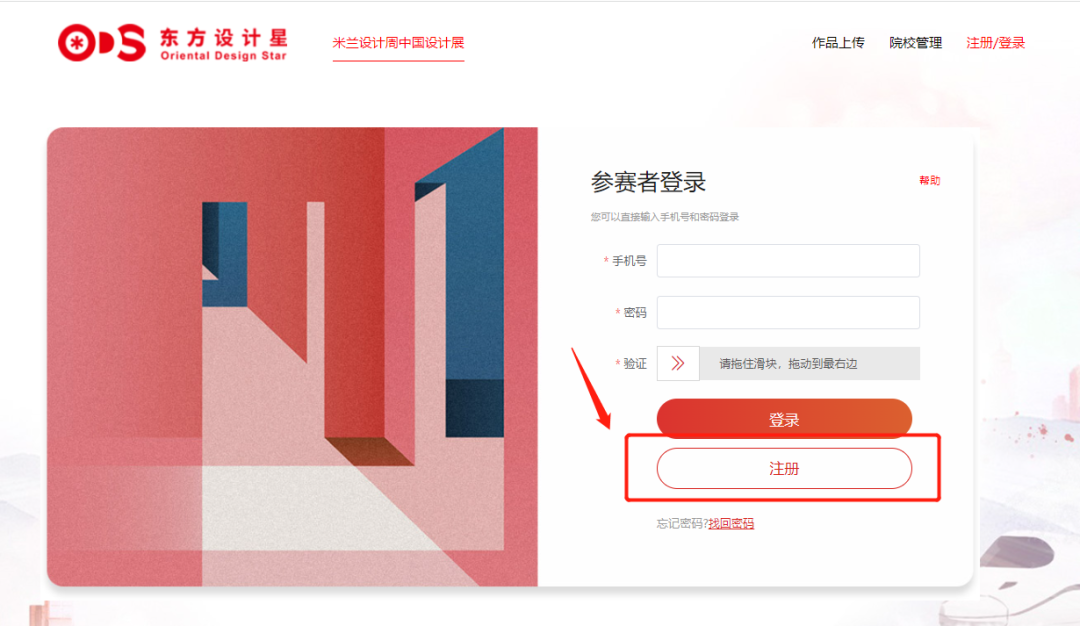 ODS 东方设计星
Oriental Design Star
米兰设计周中国设计展
作品上传 院校管理 注册/登录
参赛者登录
帮助
您可以直接输入手机号和密码登录
* 手机号
* 密码
* 验证 请拖住滑块，拖动到最右边
登录
注册
忘记密码?找回密码